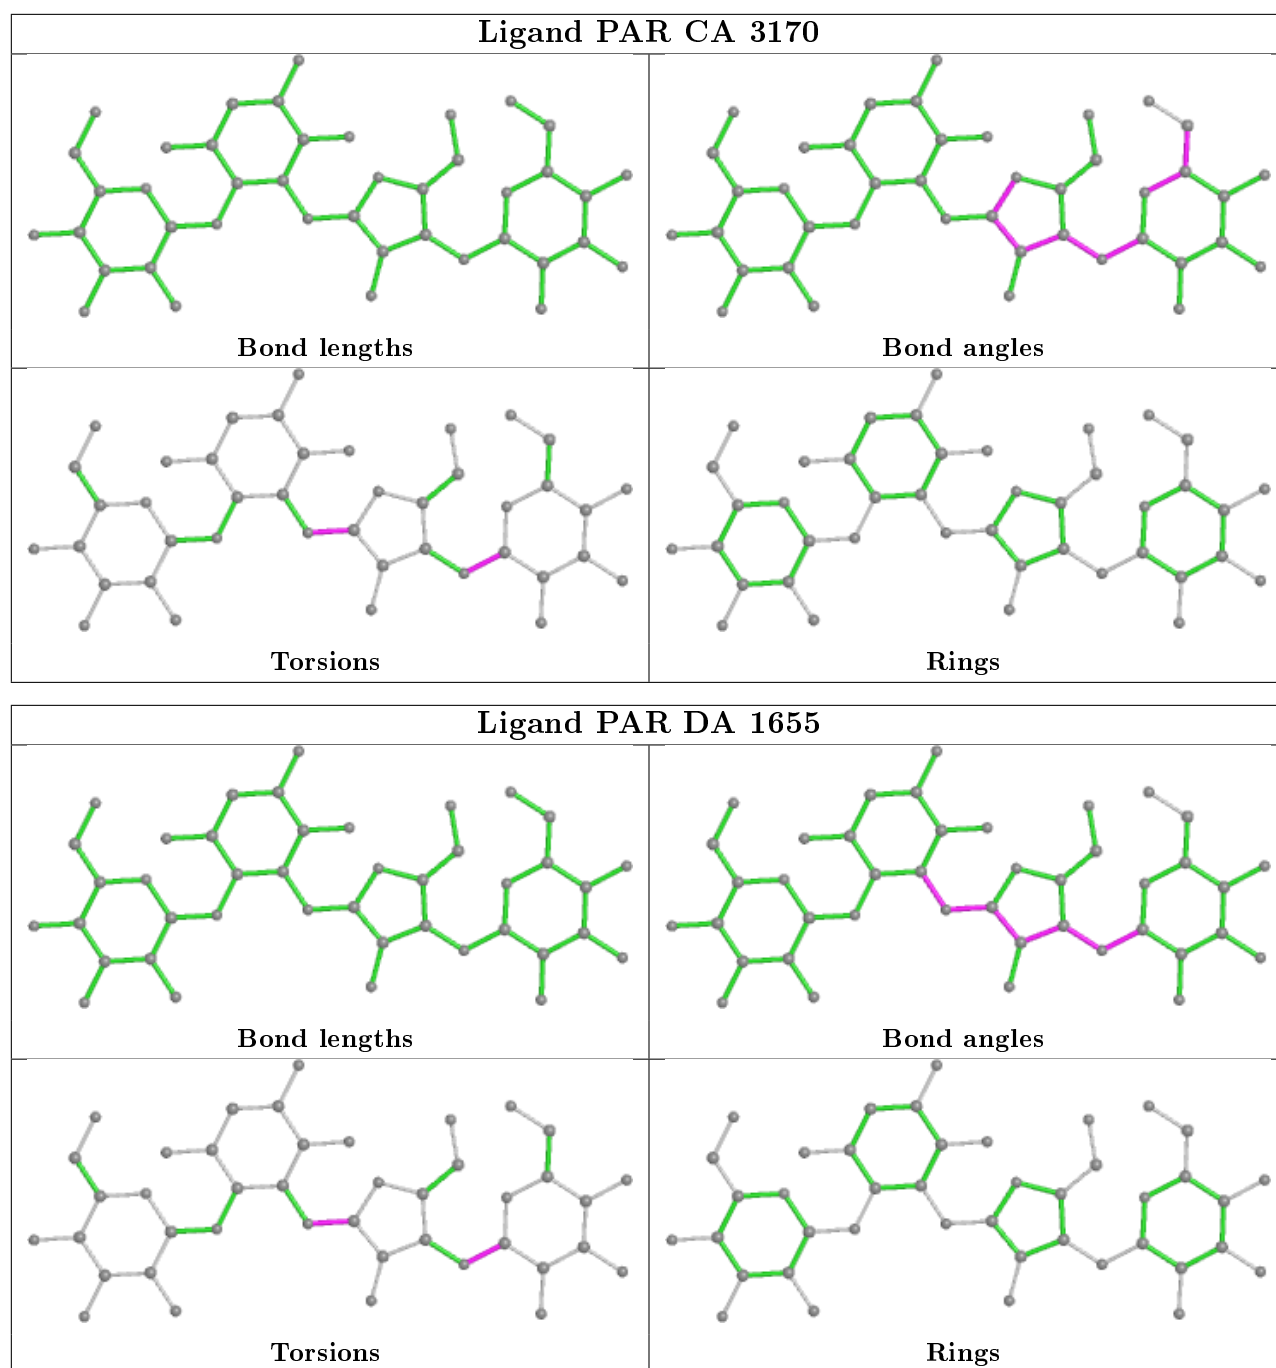 Ligand PAR CA 3170
Bond lengths
Bond angles
Torsions
Rings
Ligand PAR DA 1655
Bond lengths
Bond angles
Torsions
Rings